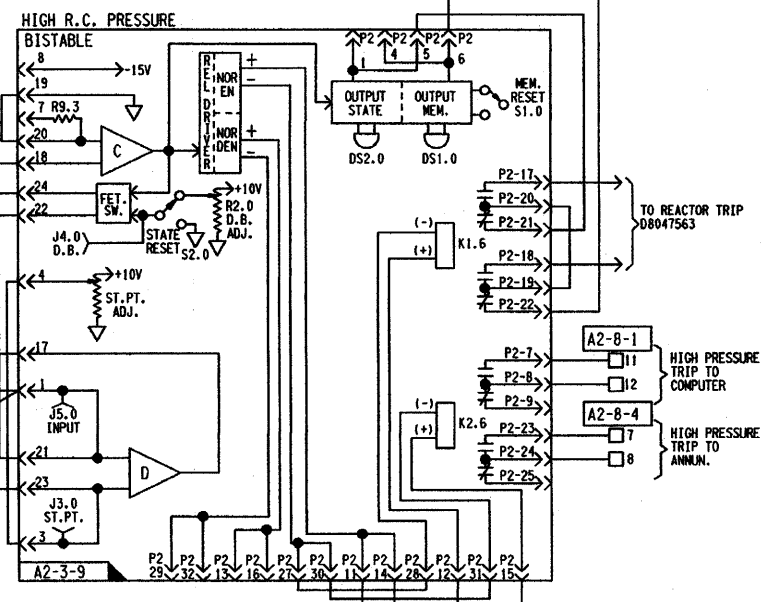 HIGH R.C. PRESSURE
BISTABLE
8
-15V
19
7 R9.3
20
18
C
24
22
FET.
SW.
J4.0
D.B.
STATE
RESET S2.0
+10V
R2.0
D.B.
ADJ.
REL DRIVER
NOR
EN
NOR
DEN
+
-
+
-
P2
P2
P2
P2
1
4
5
6
OUTPUT
STATE
OUTPUT
MEM.
MEM.
RESET
S1.0
DS2.0
DS1.0
4
+10V
ST.PT.
ADJ.
17
1
J5.0
INPUT
21
23
D
J3.0
ST.PT.
3
A2-3-9
(-)
(+)
K1.6
(-)
(+)
K2.6
P2-17
P2-20
P2-21
P2-18
P2-19
P2-22
TO REACTOR TRIP
D8047563
P2-7
P2-8
P2-9
A2-8-1
11
12
HIGH PRESSURE
TRIP TO
COMPUTER
A2-8-4
P2-23
P2-24
P2-25
7
8
HIGH PRESSURE
TRIP TO
ANNUN.
P2 P2 P2 P2 P2 P2 P2 P2 P2 P2 P2 P2
29 32 13 16 27 30 11 14 28 12 31 15